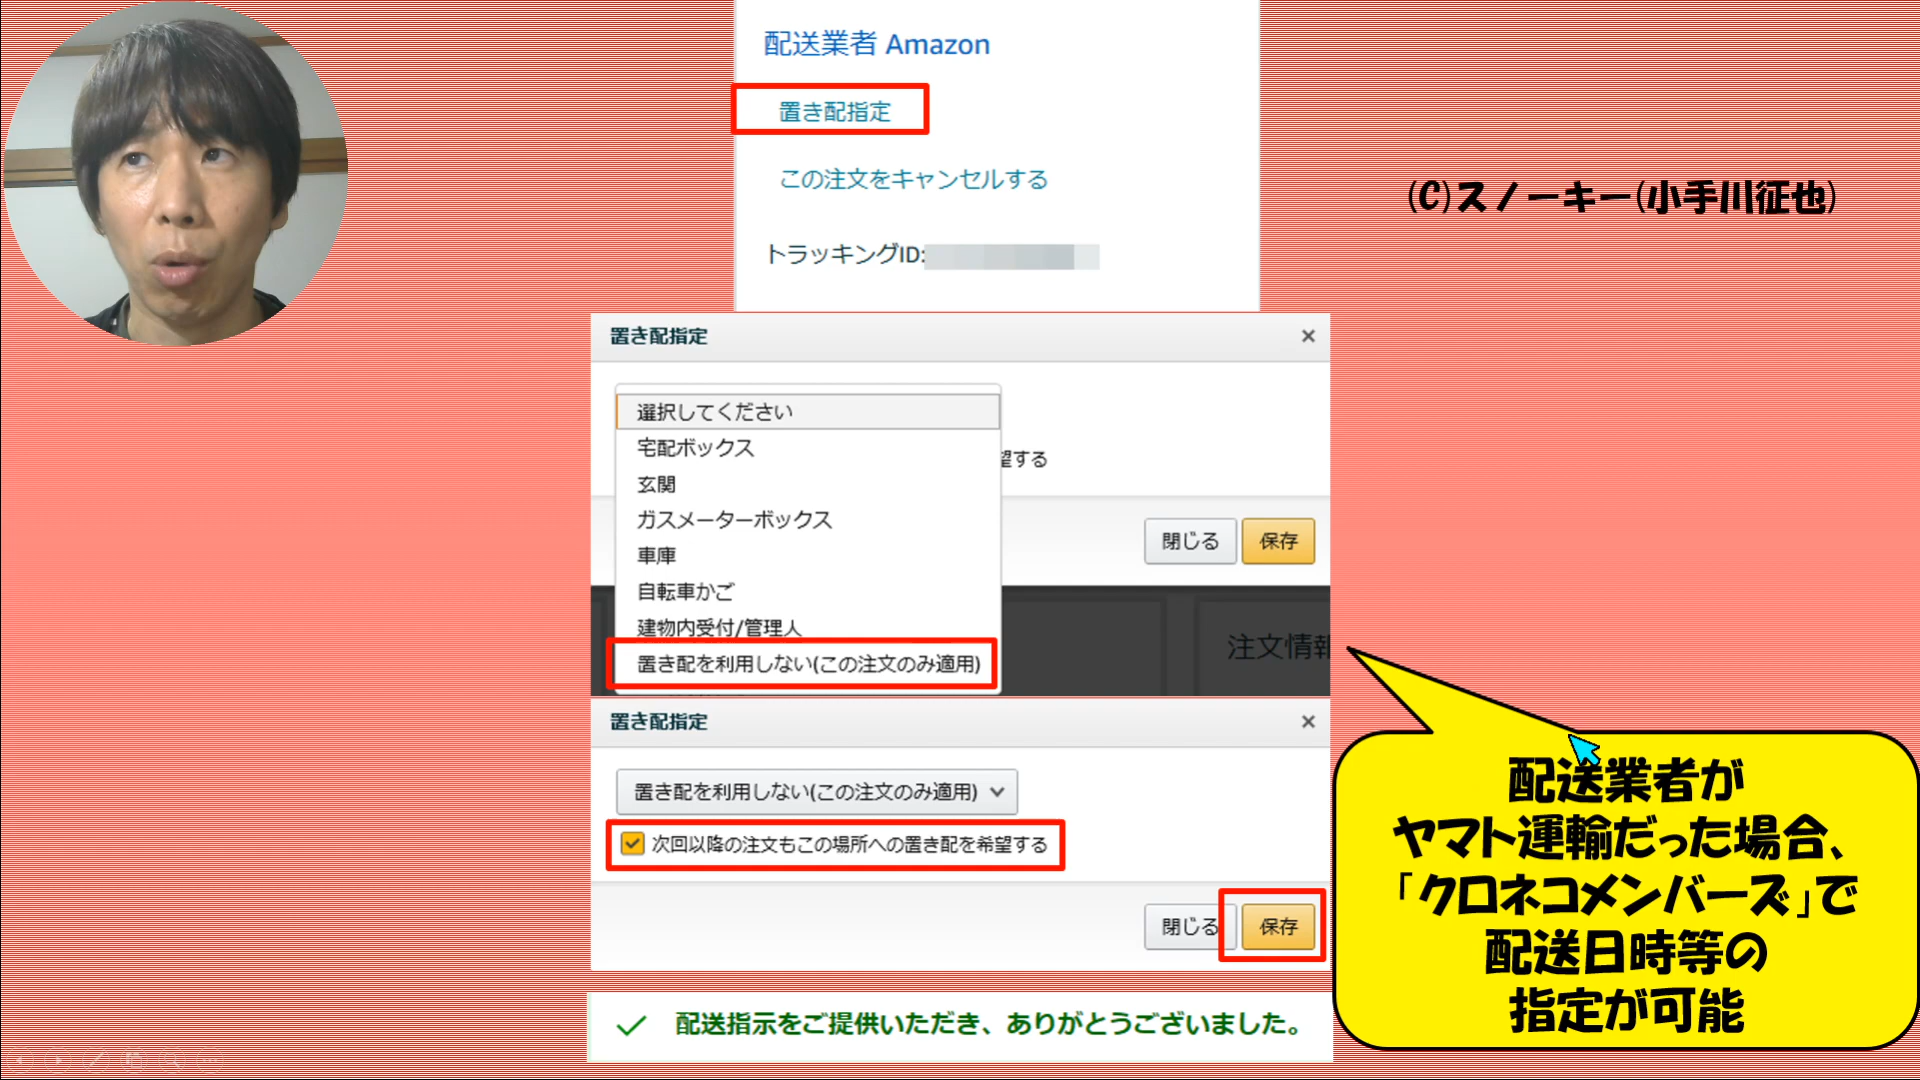 配送業者 Amazon
置き配指定
この注文をキャンセルする
トラッキングID:
(C)スノーキー(小手川征也)
置き配指定
選択してください
宅配ボックス
望する
玄関
ガスメーターボックス
車庫
自転車かご
建物内受付/管理人
置き配を利用しない(この注文のみ適用)
閉じる
保存
注文情報
置き配指定
置き配を利用しない(この注文のみ適用)
次回以降の注文もこの場所への置き配を希望する
閉じる
保存
配送指示をご提供いただき、ありがとうございました。
配送業者が
ヤマト運輸だった場合、
「クロネコメンバーズ」で
配送日時等の
指定が可能